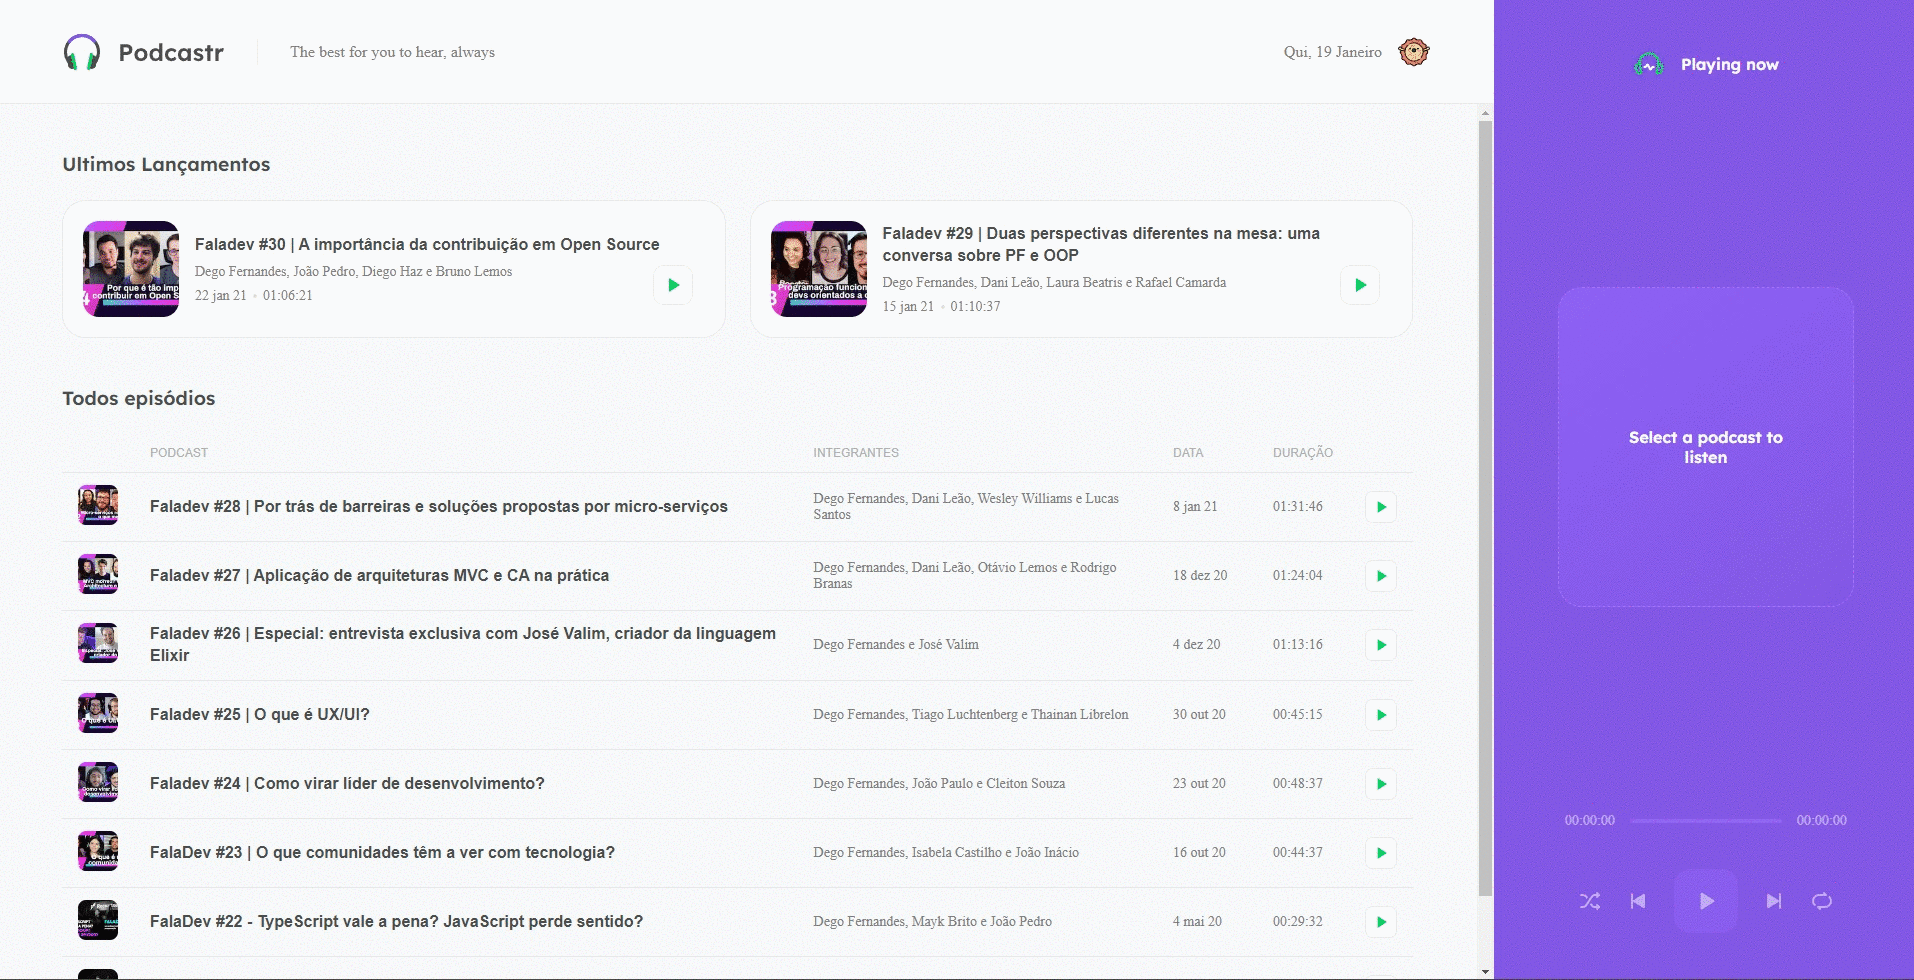 Podcastr
The best for you to hear, always
Qui, 19 Janeiro
Playing now
Ultimos Lançamentos
Por que é tão imp
contribuir em Open S
Faladev #30 | A importância da contribuição em Open Source
Dego Fernandes, João Pedro, Diego Haz e Bruno Lemos
22 jan 21 • 01:06:21
Programação funcion
devs orientados a
Faladev #29 | Duas perspectivas diferentes na mesa: uma
conversa sobre PF e OOP
Dego Fernandes, Dani Leão, Laura Beatris e Rafael Camarda
15 jan 21 • 01:10:37
Select a podcast to
listen
Todos episódios
PODCAST INTEGRANTES DATA DURAÇÃO
Faladev #28 | Por trás de barreiras e soluções propostas por micro-serviços
Dego Fernandes, Dani Leão, Wesley Williams e Lucas
Santos
8 jan 21
01:31:46
Faladev #27 | Aplicação de arquiteturas MVC e CA na prática
Dego Fernandes, Dani Leão, Otávio Lemos e Rodrigo
Branas
18 dez 20
01:24:04
Faladev #26 | Especial: entrevista exclusiva com José Valim, criador da linguagem
Elixir
Dego Fernandes e José Valim
4 dez 20
01:13:16
Faladev #25 | O que é UX/UI?
Dego Fernandes, Tiago Luchtenberg e Thainan Librelon
30 out 20
00:45:15
Faladev #24 | Como virar líder de desenvolvimento?
Dego Fernandes, João Paulo e Cleiton Souza
23 out 20
00:48:37
FalaDev #23 | O que comunidades têm a ver com tecnologia?
Dego Fernandes, Isabela Castilho e João Inácio
16 out 20
00:44:37
FalaDev #22 - TypeScript vale a pena? JavaScript perde sentido?
Dego Fernandes, Mayk Brito e João Pedro
4 mai 20
00:29:32
00:00:00
00:00:00